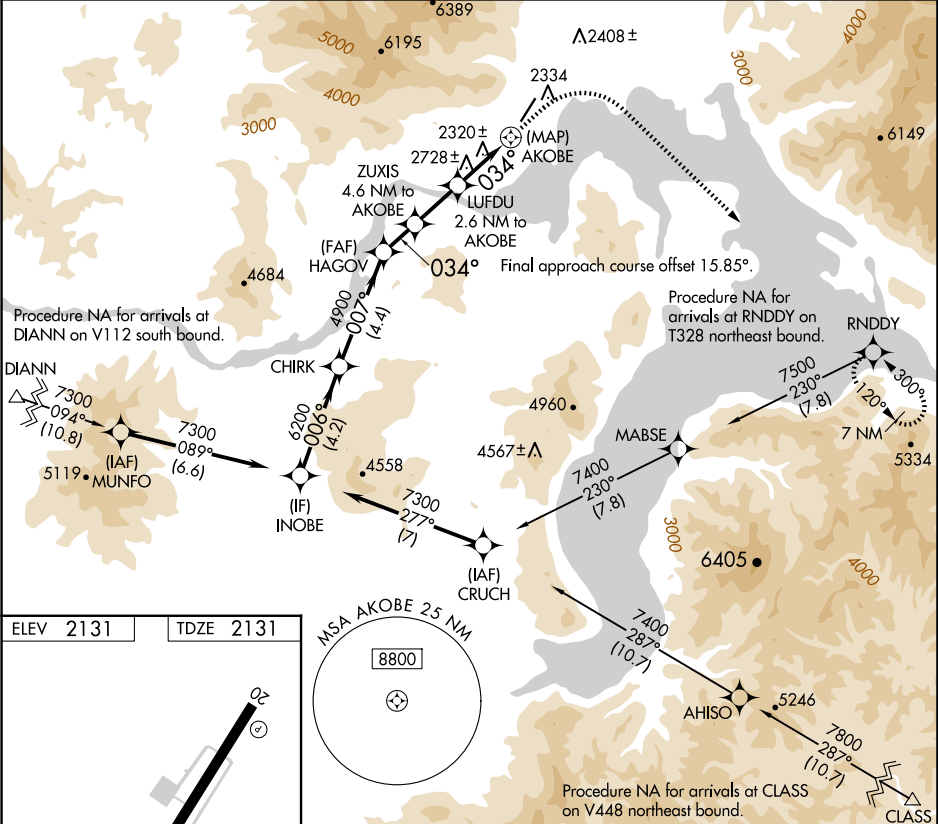 6389
6195
5000
4000
3000
2408±
3000
4000
6149
2334
2320±
2728±
(MAP)
AKOBE
034°
ZUXIS
4.6 NM to
AKOBE
LUFDU
2.6 NM to
AKOBE
(FAF)
HAGOV
034°
Final approach course offset 15.85°.
4684
4900
007°
(4.4)
Procedure NA for arrivals at
DIANN on V112 south bound.
Procedure NA for
arrivals at RNDDY on
T328 northeast bound.
RNDDY
7500
230°
(7.8)
300°
120°
7 NM
5334
DIANN
7300
094°
(10.8)
(IAF)
MUNFO
5119
7300
089°
(6.6)
CHIRK
6200
006°
(4.2)
(IF)
INOBE
4558
4960
4567±
MABSE
7400
230°
(7.8)
7300
277°
(7)
(IAF)
CRUCH
3000
6405
4000
7400
287°
(10.7)
AHISO
5246
7800
287°
(10.7)
CLASS
Procedure NA for arrivals at CLASS
on V448 northeast bound.
MSA AKOBE 25 NM
8800
ELEV 2131
TDZE 2131
20
P